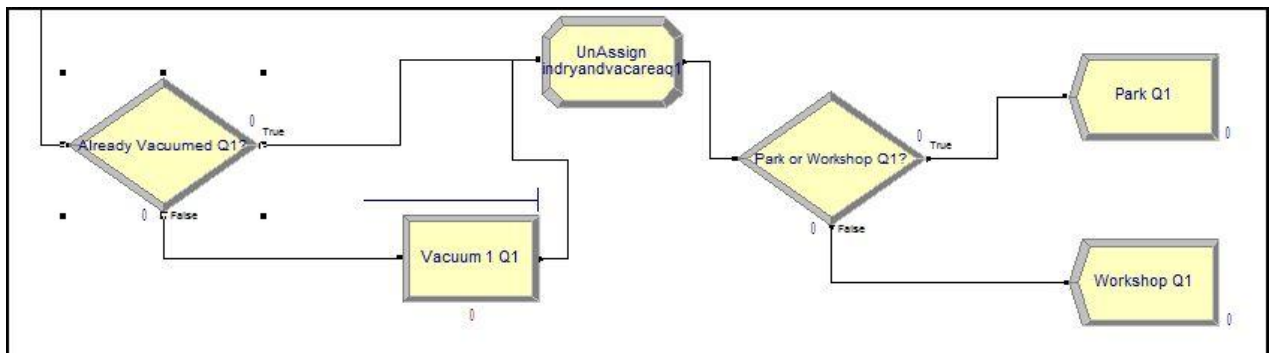 UnAssign
indryandvacareaq1
Already Vacuumed Q1?
0
True
0
False
Vacuum 1 Q1
0
Park or Workshop Q1?
0
True
0
False
Park Q1
0
Workshop Q1
0